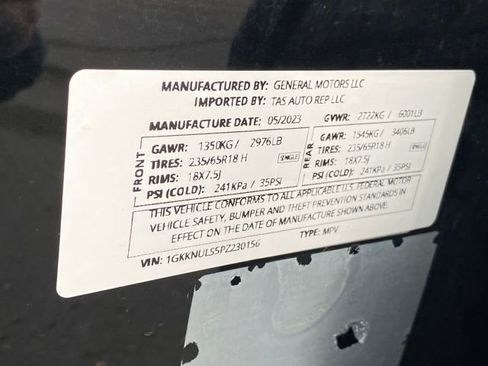 MANUFACTURED BY: GENERAL MOTORS LLC
IMPORTED BY: TAS AUTO REP LLC
MANUFACTURE DATE: 05/2023 GVWR: 2722KG / 6001LB
FRONT
GAWR: 1350KG / 2976LB
TIRES: 235/65R18 H SINGLE
RIMS: 18X7.5J
PSI (COLD): 241KPa / 35PSI
REAR
GAWR: 1545KG / 3406LB
TIRES: 235/65R18 H SINGLE
RIMS: 18X7.5J
PSI (COLD): 241KPa / 35PSI
THIS VEHICLE CONFORMS TO ALL APPLICABLE U.S. FEDERAL MOTOR
VEHICLE SAFETY, BUMPER AND THEFT PREVENTION STANDARDS IN
EFFECT ON THE DATE OF MANUFACTURE SHOWN ABOVE.
VIN: 1GKKNULS5PZ230156 TYPE: MPV